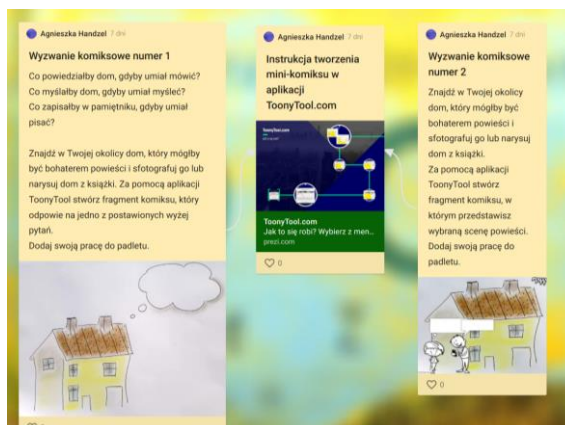 Agnieszka Handzel 7 dni
Wyzwanie komiksowe numer 1
Co powiedziałby dom, gdyby umiał mówić?
Co myślałby dom, gdyby umiał myśleć?
Co zapisałby w pamiętniku, gdyby umiał
pisać?
Znajdź w Twojej okolicy dom, który mógłby
być bohaterem powieści i sfotografuj go lub
narysuj dom z książki. Za pomocą aplikacji
ToonyTool stwórz fragment komiksu, który
odpowie na jedno z postawionych wyżej
pytań.
Dodaj swoją pracę do padletu.
Agnieszka Handzel 7 dni
Instrukcja tworzenia
mini-komiksu w
aplikacji
ToonyTool.com
ToonyTool.com
ToonyTool.com
Jak to się robi? Wybierz z men...
prezi.com
0
Agnieszka Handzel 7 dni
Wyzwanie komiksowe
numer 2
Znajdź w Twojej okolicy
dom, który mógłby być
bohaterem powieści i
sfotografuj go lub narysuj
dom z książki.
Za pomocą aplikacji
ToonyTool stwórz
fragment komiksu, w
którym przedstawisz
wybraną scenę powieści.
Dodaj swoją pracę do
padletu.
0